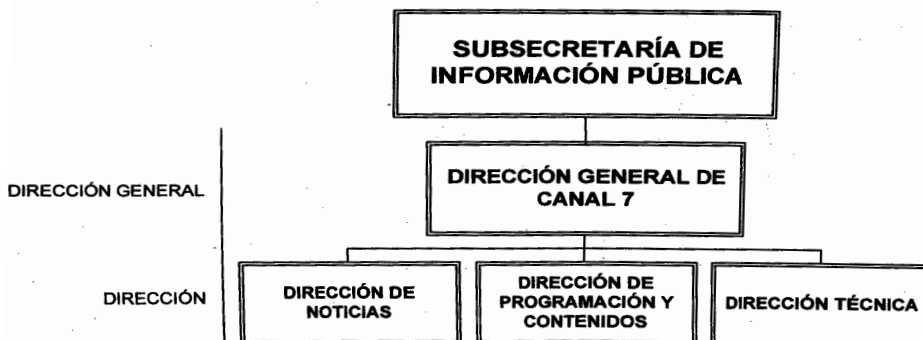 SUBSECRETARÍA DE
INFORMACIÓN PÚBLICA
DIRECCIÓN GENERAL
DIRECCIÓN GENERAL DE
CANAL 7
DIRECCIÓN
DIRECCIÓN DE
NOTICIAS
DIRECCIÓN DE
PROGRAMACIÓN Y
CONTENIDOS
DIRECCIÓN TÉCNICA